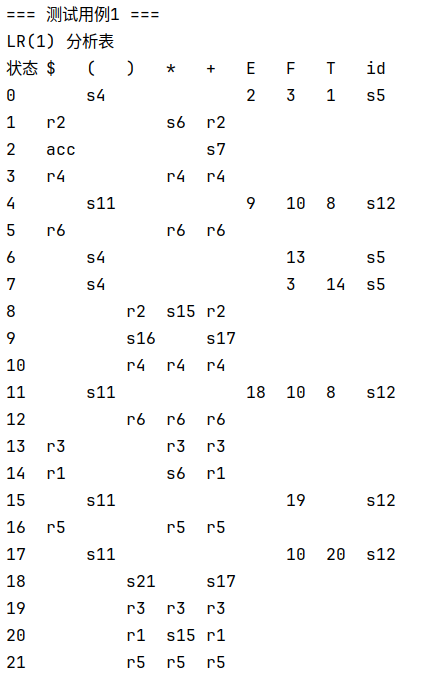 === 测试用例1 ===
LR(1) 分析表
状态 $   (   )   *   +   E   F   T   id
0       s4              2   3   1   s5
1   r2          s6  r2
2   acc             s7
3   r4          r4  r4
4       s11             9   10  8   s12
5   r6          r6  r6
6       s4                  13      s5
7       s4                  3   14  s5
8           r2  s15 r2
9           s16     s17
10          r4  r4  r4
11      s11             18  10  8   s12
12          r6  r6  r6
13  r3          r3  r3
14  r1          s6  r1
15      s11                 19      s12
16  r5          r5  r5
17      s11                 10  20  s12
18          s21     s17
19          r3  r3  r3
20          r1  s15 r1
21          r5  r5  r5